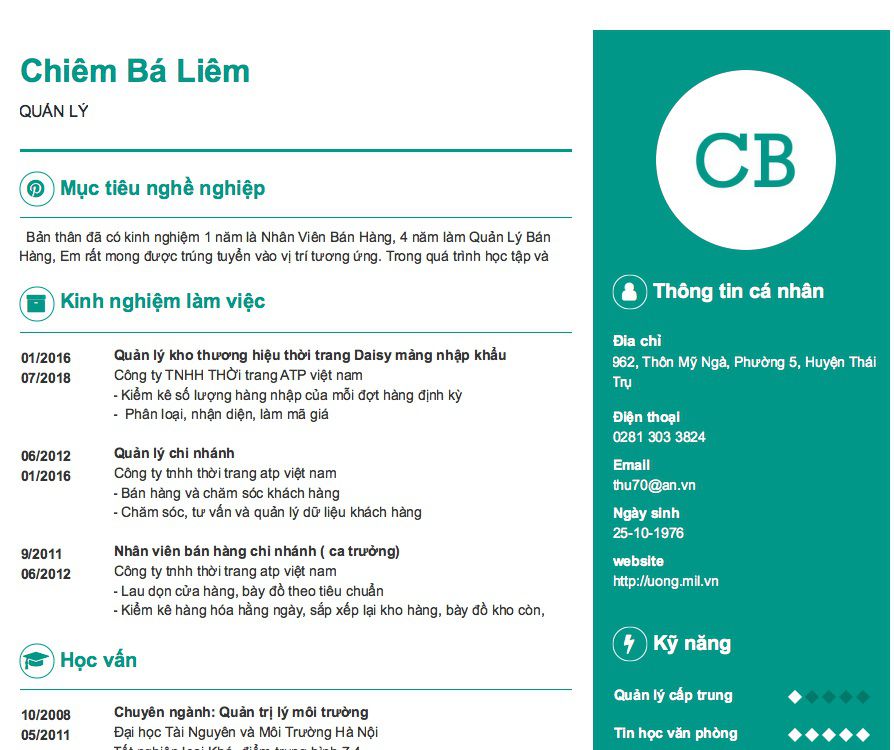 Chiêm Bá Liêm
QUẢN LÝ
Mục tiêu nghề nghiệp
Bản thân đã có kinh nghiệm 1 năm là Nhân Viên Bán Hàng, 4 năm làm Quản Lý Bán
Hàng, Em rất mong được trúng tuyển vào vị trí tương ứng. Trong quá trình học tập và
Kinh nghiệm làm việc
01/2016
07/2018
Quản lý kho thương hiệu thời trang Daisy mảng nhập khẩu
Công ty TNHH THỜi trang ATP việt nam
- Kiểm kê số lượng hàng nhập của mỗi đợt hàng định kỳ
- Phân loại, nhận diện, làm mã giá
06/2012
01/2016
Quản lý chi nhánh
Công ty tnhh thời trang atp việt nam
- Bán hàng và chăm sóc khách hàng
- Chăm sóc, tư vấn và quản lý dữ liệu khách hàng
9/2011
06/2012
Nhân viên bán hàng chi nhánh ( ca trưởng)
Công ty tnhh thời trang atp việt nam
- Lau dọn cửa hàng, bày đồ theo tiêu chuẩn
- Kiểm kê hàng hóa hằng ngày, sắp xếp lại kho hàng, bày đồ kho còn,
Học vấn
10/2008
05/2011
Chuyên ngành: Quản trị lý môi trường
Đại học Tài Nguyên và Môi Trường Hà Nội
Tốt nghiệp loại Khá, điểm trung bình 7.4
CB
Thông tin cá nhân
Địa chỉ
962, Thôn Mỹ Ngà, Phường 5, Huyện Thái
Trụ
Điện thoại
0281 303 3824
Email
thu70@an.vn
Ngày sinh
25-10-1976
website
http://uong.mil.vn
Kỹ năng
Quản lý cấp trung
Tin học văn phòng